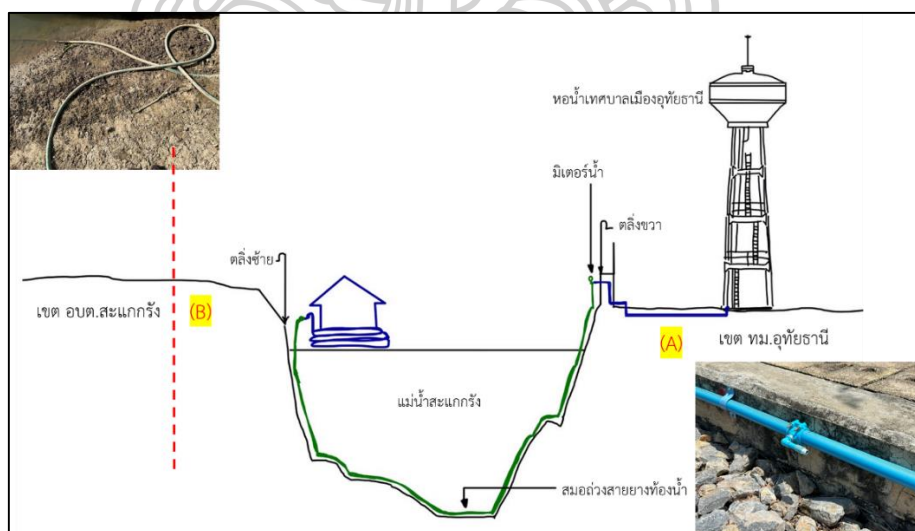 หอน้ำเทศบาลเมืองอุทัยธานี
มิเตอร์น้ำ
ตลิ่งขวา
ตลิ่งซ้าย
เขต อบต.สะแกกรัง
(B)
(A)
เขต ทม.อุทัยธานี
แม่น้ำสะแกกรัง
สมอถ่วงสายยางท้องน้ำ